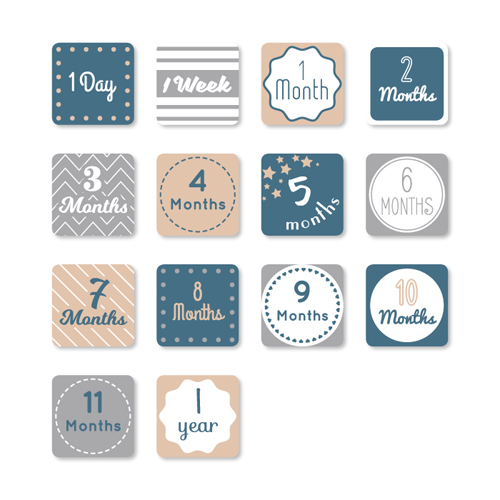 1 Day
1 Week
1
Month
2
Months
3
Months
4
Months
5
months
6
MONTHS
7
Months
8
Months
9
Months
10
Months
11
Months
1
year